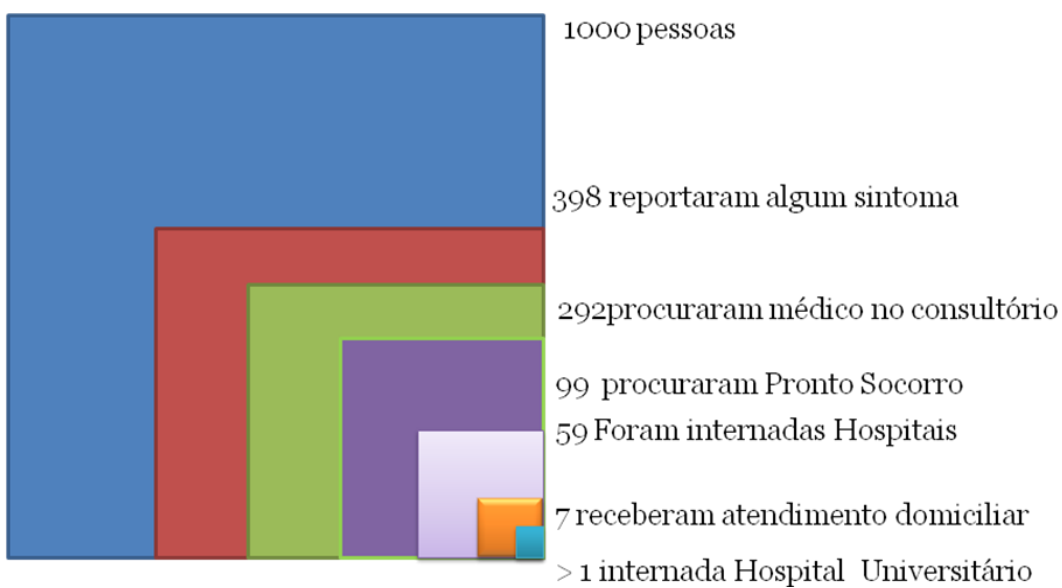 1000 pessoas
398 reportaram algum sintoma
292procuraram médico no consultório
99 procuraram Pronto Socorro
59 Foram internadas Hospitais
7 receberam atendimento domiciliar
> 1 internada Hospital Universitário